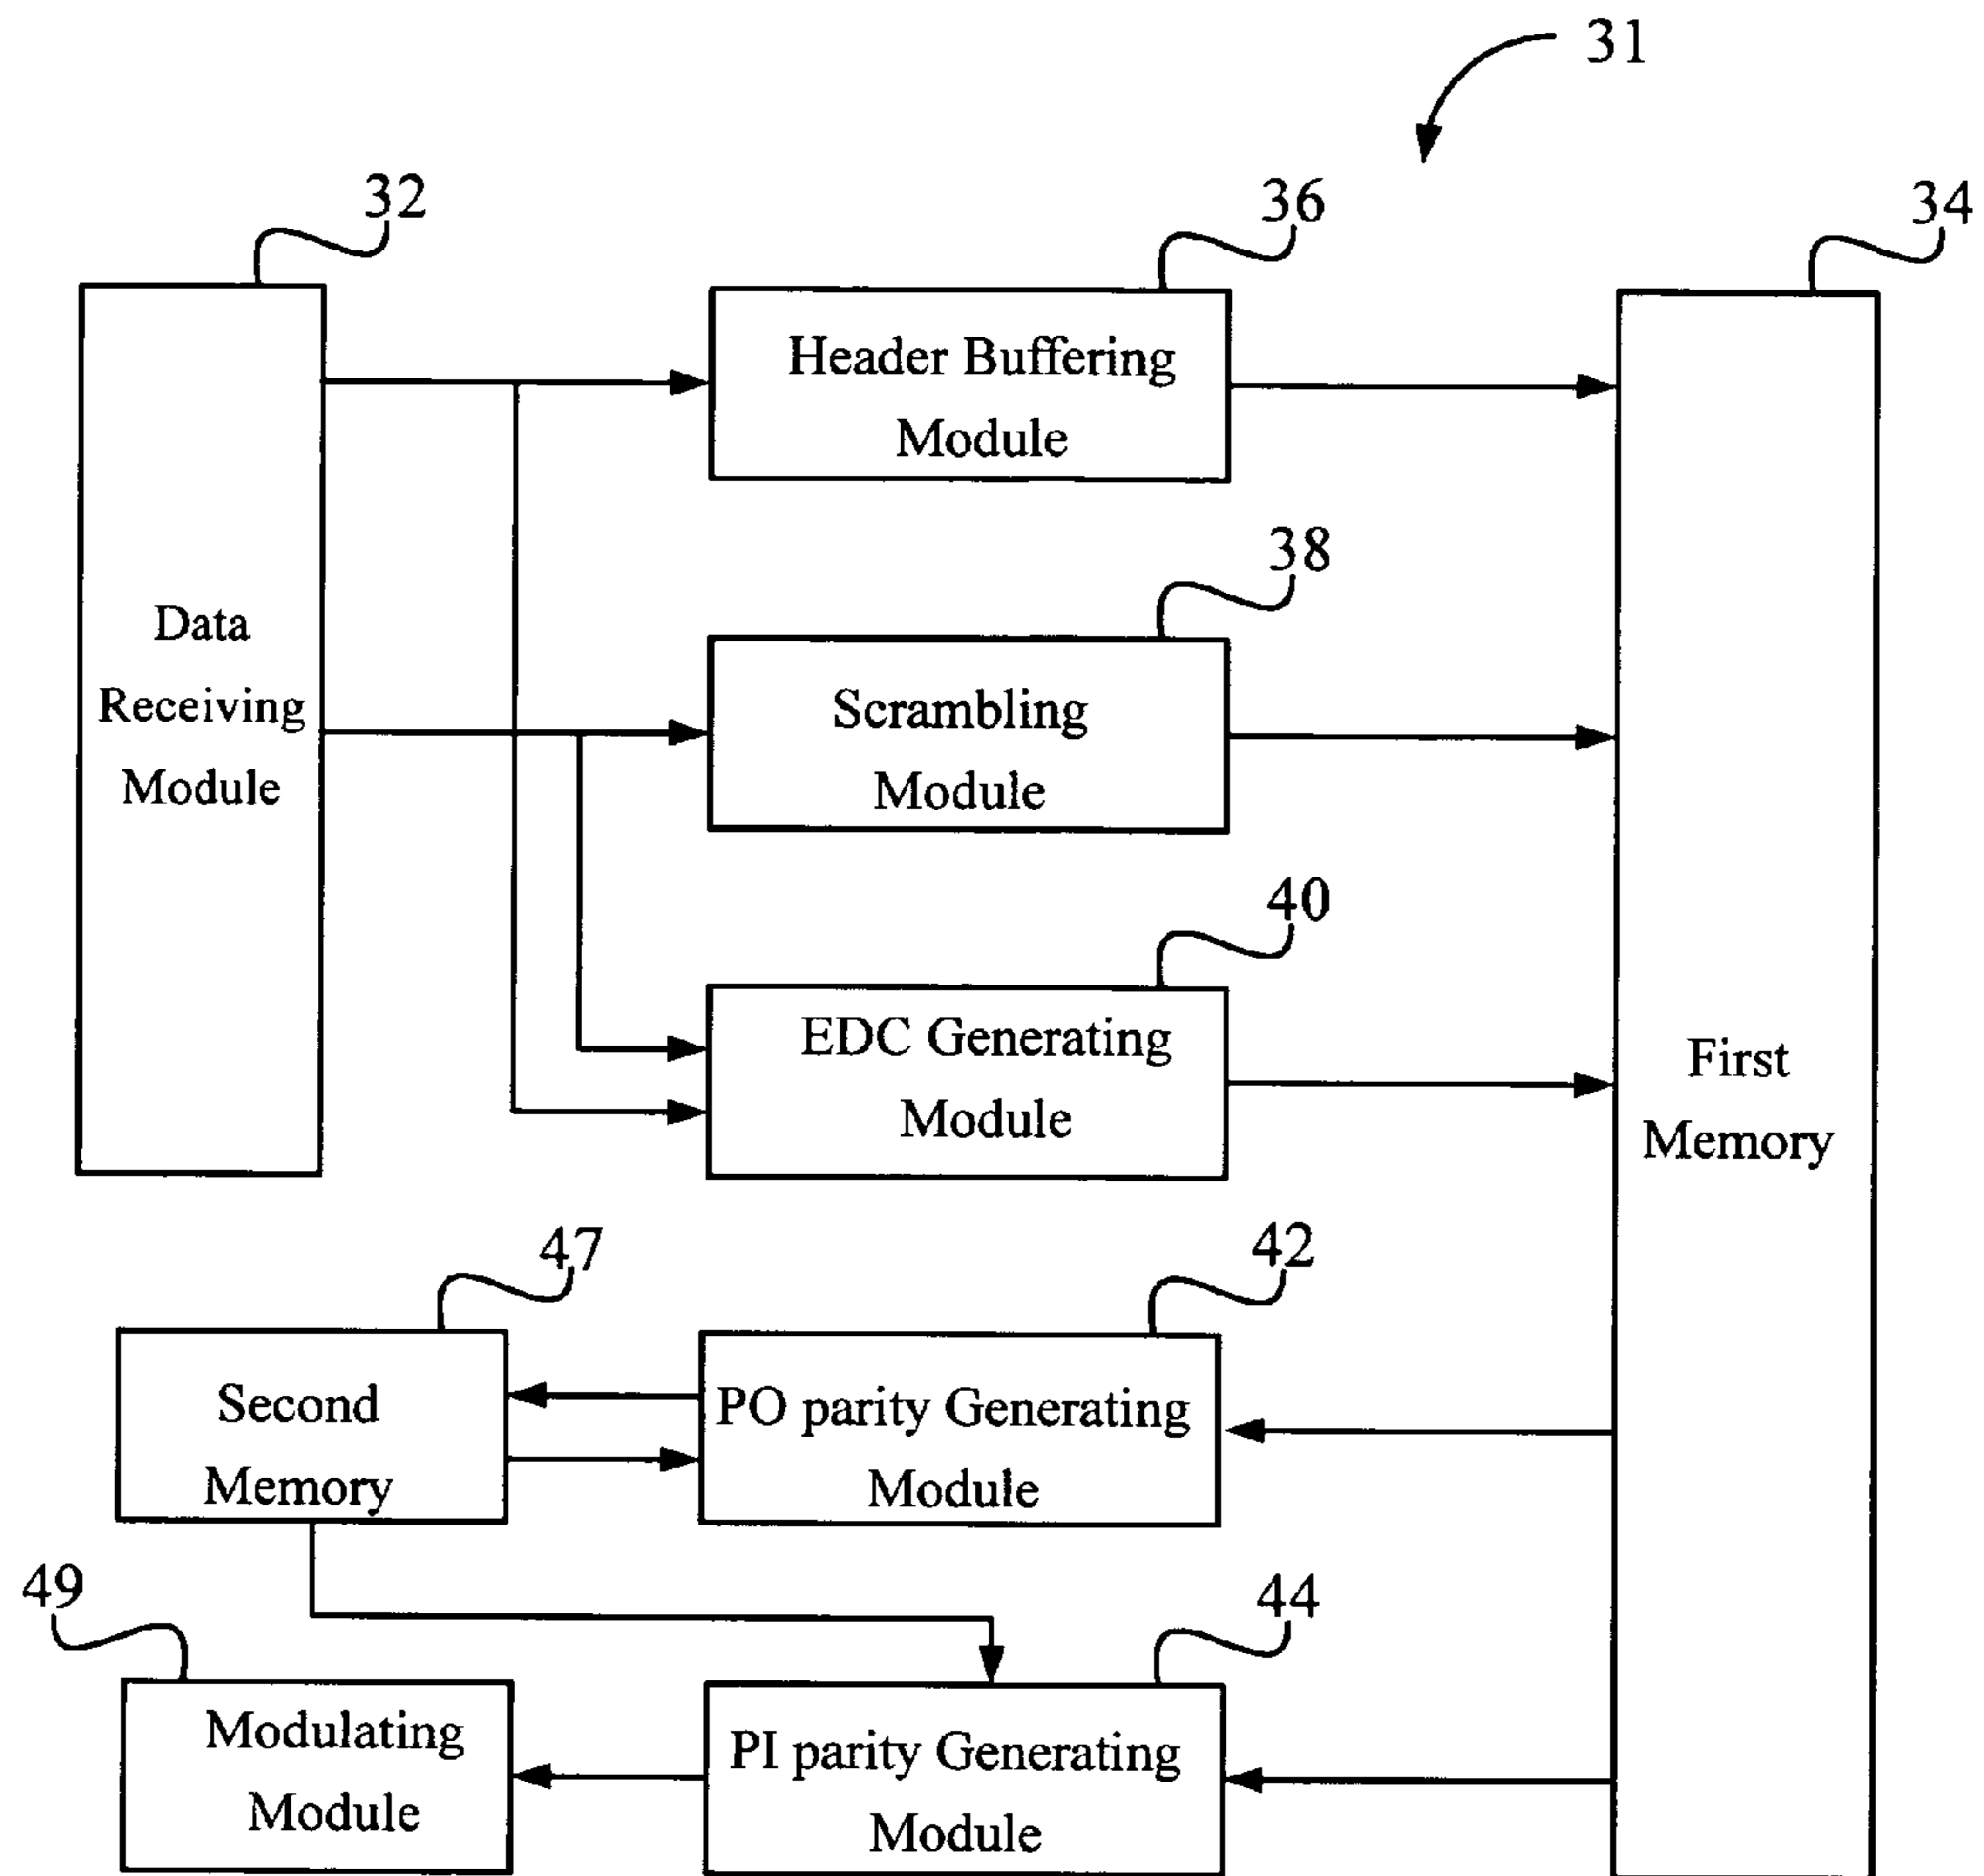 31
32
36
34
Header Buffering
Module
38
Data
Receiving
Module
Scrambling
Module
40
EDC Generating
Module
First
Memory
47
42
Second
Memory
PO parity Generating
Module
49
44
Modulating
Module
PI parity Generating
Module